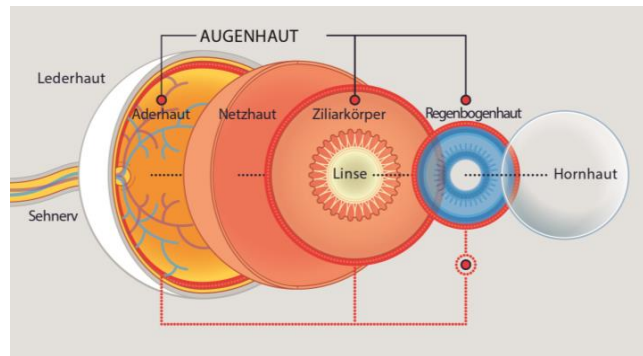 AUGENHAUT
Lederhaut
Aderhaut
Netzhaut
Ziliarkörper
Regenbogenhaut
Linse
Hornhaut
Sehnerv